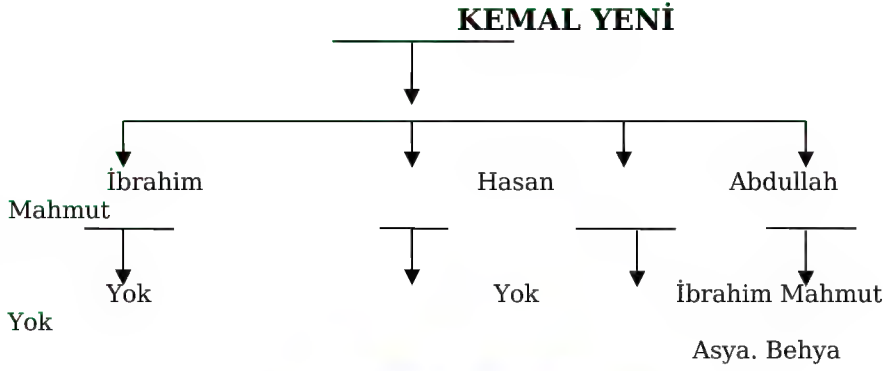 KEMAL YENİ
İbrahim Hasan Abdullah
Mahmut
Yok Yok İbrahim Mahmut
Yok
Asya. Behya